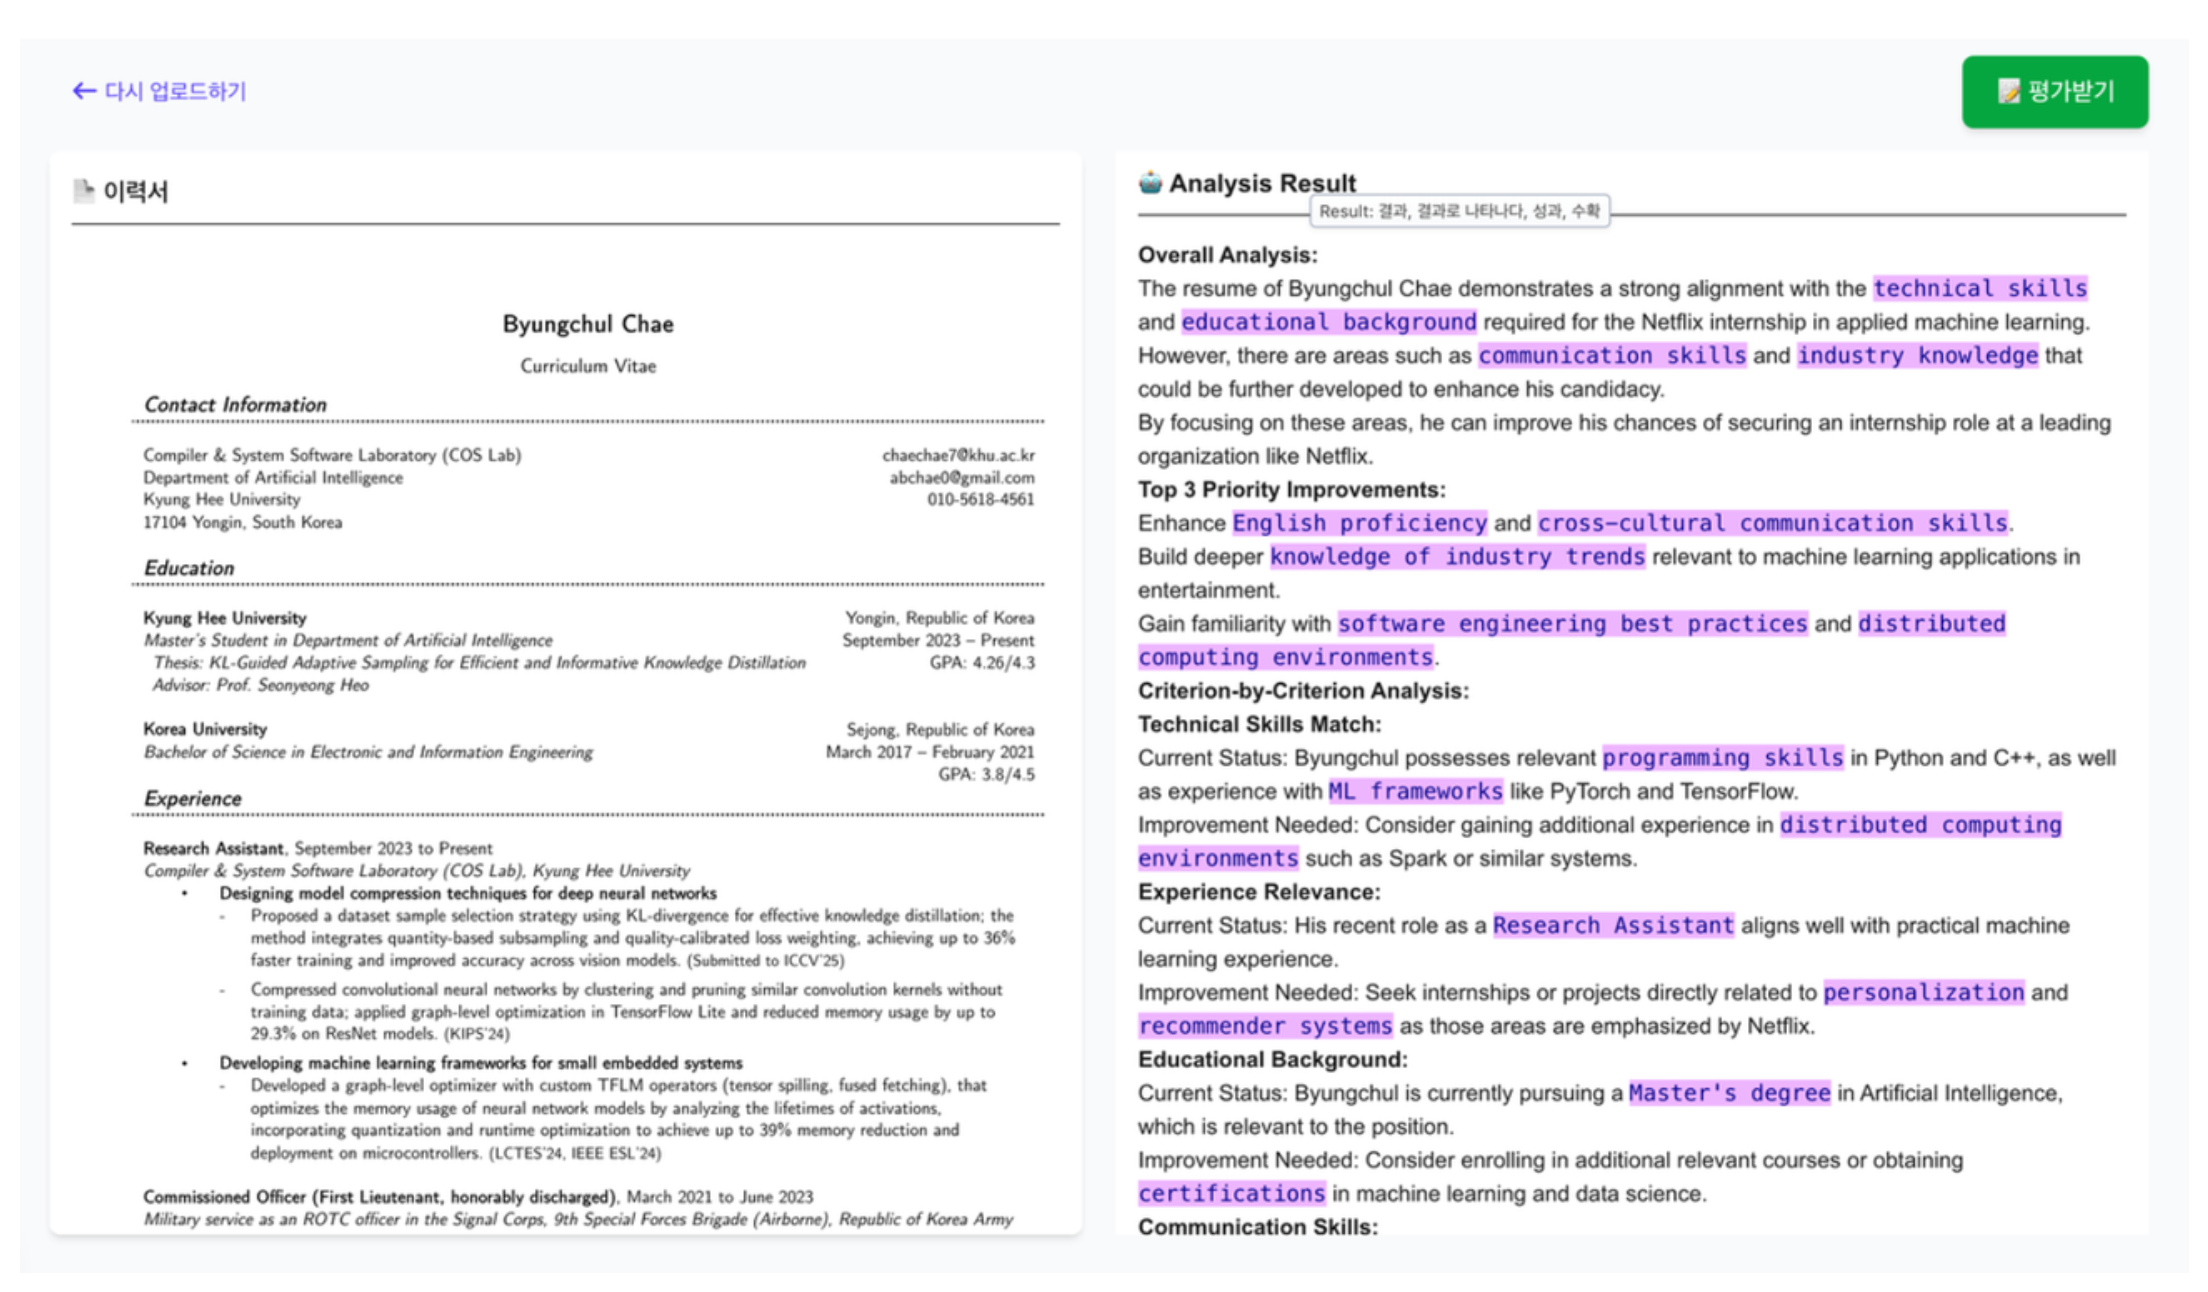 ← 다시 업로드하기
📝 평가받기
이력서
Byungchul Chae
Curriculum Vitae
Contact Information
Compiler & System Software Laboratory (COS Lab) chaechae7@khu.ac.kr
Department of Artificial Intelligence abchae0@gmail.com
Kyung Hee University 010-5618-4561
17104 Yongin, South Korea
Education
Kyung Hee University Yongin, Republic of Korea
Master's Student in Department of Artificial Intelligence September 2023 – Present
Thesis: KL-Guided Adaptive Sampling for Efficient and Informative Knowledge Distillation GPA: 4.26/4.3
Advisor: Prof. Seonyeong Heo
Korea University Sejong, Republic of Korea
Bachelor of Science in Electronic and Information Engineering March 2017 – February 2021
GPA: 3.8/4.5
Experience
Research Assistant, September 2023 to Present
Compiler & System Software Laboratory (COS Lab), Kyung Hee University
• Designing model compression techniques for deep neural networks
- Proposed a dataset sample selection strategy using KL-divergence for effective knowledge distillation; the
method integrates quantity-based subsampling and quality-calibrated loss weighting, achieving up to 36%
faster training and improved accuracy across vision models. (Submitted to ICCV'25)
- Compressed convolutional neural networks by clustering and pruning similar convolution kernels without
training data; applied graph-level optimization in TensorFlow Lite and reduced memory usage by up to
29.3% on ResNet models. (KIPS'24)
• Developing machine learning frameworks for small embedded systems
- Developed a graph-level optimizer with custom TFLM operators (tensor spilling, fused fetching), that
optimizes the memory usage of neural network models by analyzing the lifetimes of activations,
incorporating quantization and runtime optimization to achieve up to 39% memory reduction and
deployment on microcontrollers. (LCTES'24, IEEE ESL'24)
Commissioned Officer (First Lieutenant, honorably discharged), March 2021 to June 2023
Military service as an ROTC officer in the Signal Corps, 9th Special Forces Brigade (Airborne), Republic of Korea Army
🤖 Analysis Result
Result: 결과, 결과로 나타나다, 성과, 수확
Overall Analysis:
The resume of Byungchul Chae demonstrates a strong alignment with the technical skills
and educational background required for the Netflix internship in applied machine learning.
However, there are areas such as communication skills and industry knowledge that
could be further developed to enhance his candidacy.
By focusing on these areas, he can improve his chances of securing an internship role at a leading
organization like Netflix.
Top 3 Priority Improvements:
Enhance English proficiency and cross-cultural communication skills.
Build deeper knowledge of industry trends relevant to machine learning applications in
entertainment.
Gain familiarity with software engineering best practices and distributed
computing environments.
Criterion-by-Criterion Analysis:
Technical Skills Match:
Current Status: Byungchul possesses relevant programming skills in Python and C++, as well
as experience with ML frameworks like PyTorch and TensorFlow.
Improvement Needed: Consider gaining additional experience in distributed computing
environments such as Spark or similar systems.
Experience Relevance:
Current Status: His recent role as a Research Assistant aligns well with practical machine
learning experience.
Improvement Needed: Seek internships or projects directly related to personalization and
recommender systems as those areas are emphasized by Netflix.
Educational Background:
Current Status: Byungchul is currently pursuing a Master's degree in Artificial Intelligence,
which is relevant to the position.
Improvement Needed: Consider enrolling in additional relevant courses or obtaining
certifications in machine learning and data science.
Communication Skills: